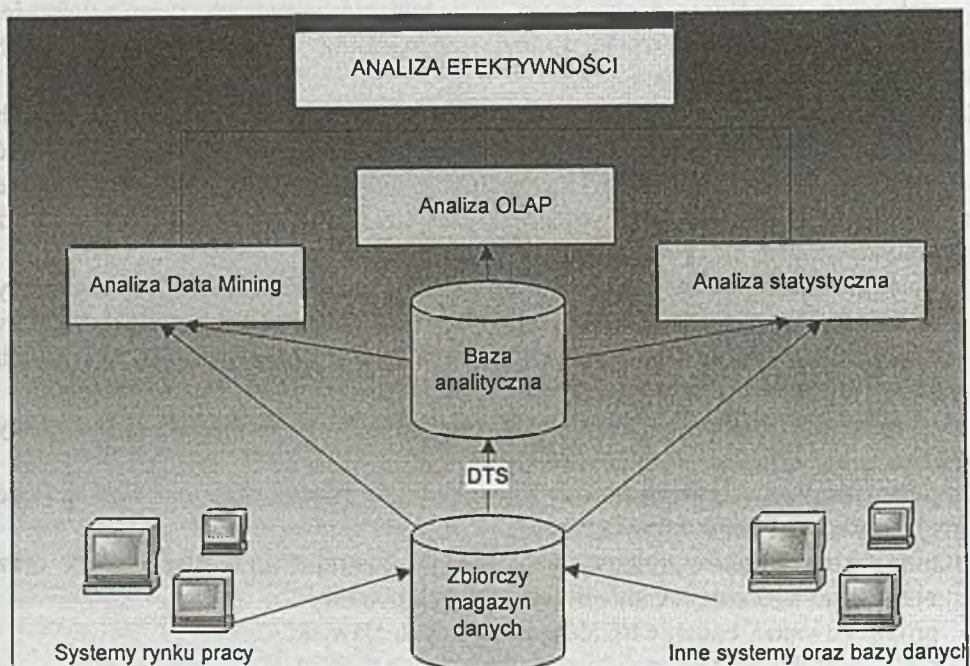 ANALIZA EFEKTYWNOŚCI
Analiza OLAP
Analiza Data Mining
Analiza statystyczna
Baza
analityczna
DTS
Zbiorczy
magazyn
danych
Systemy rynku pracy
Inne systemy oraz bazy danych